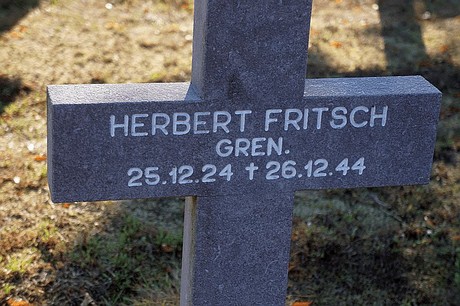 HERBERT FRITSCH
GREN.
25.12.24 † 26.12.44